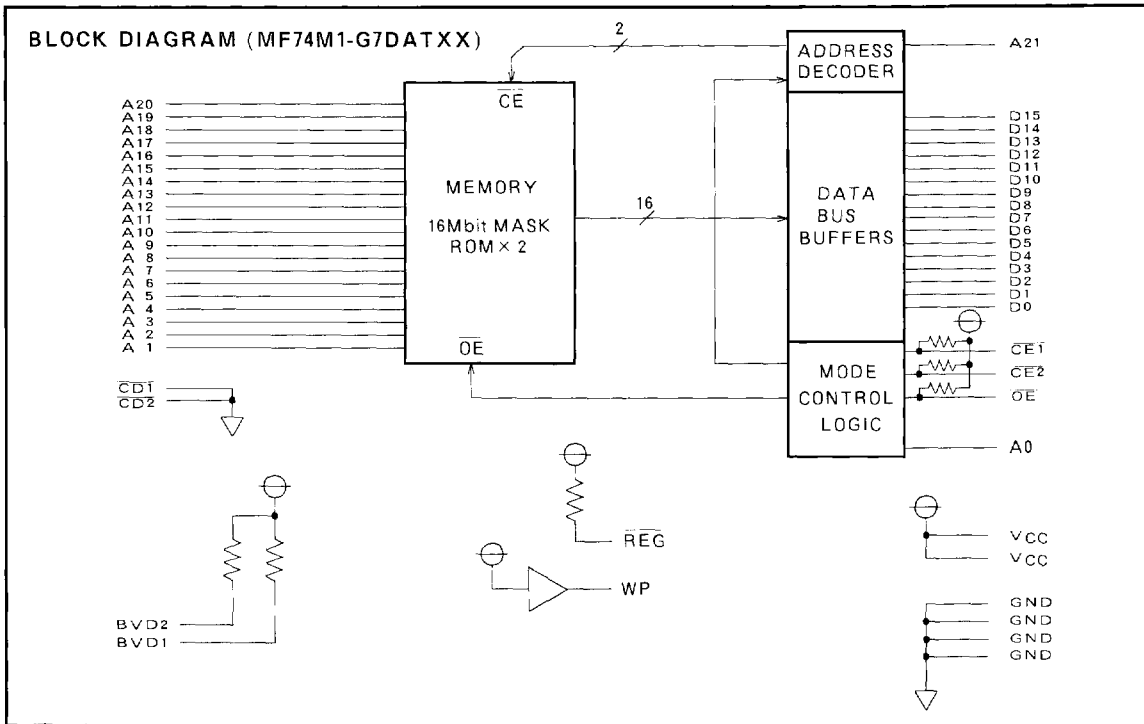 BLOCK DIAGRAM (MF74M1-G7DATXX)
2
ADDRESS
DECODER
A21
CE
A20
A19
A18
A17
A16
A15
A14
A13
A12
A11
A10
A 9
A 8
A 7
A 6
A 5
A 4
A 3
A 2
A 1
MEMORY
16Mbit MASK
ROM × 2
OE
16
DATA
BUS
BUFFERS
D15
D14
D13
D12
D11
D10
D9
D8
D7
D6
D5
D4
D3
D2
D1
D0
MODE
CONTROL
LOGIC
CE1
CE2
OE
A0
CD1
CD2
REG
WP
BVD2
BVD1
VCC
VCC
GND
GND
GND
GND